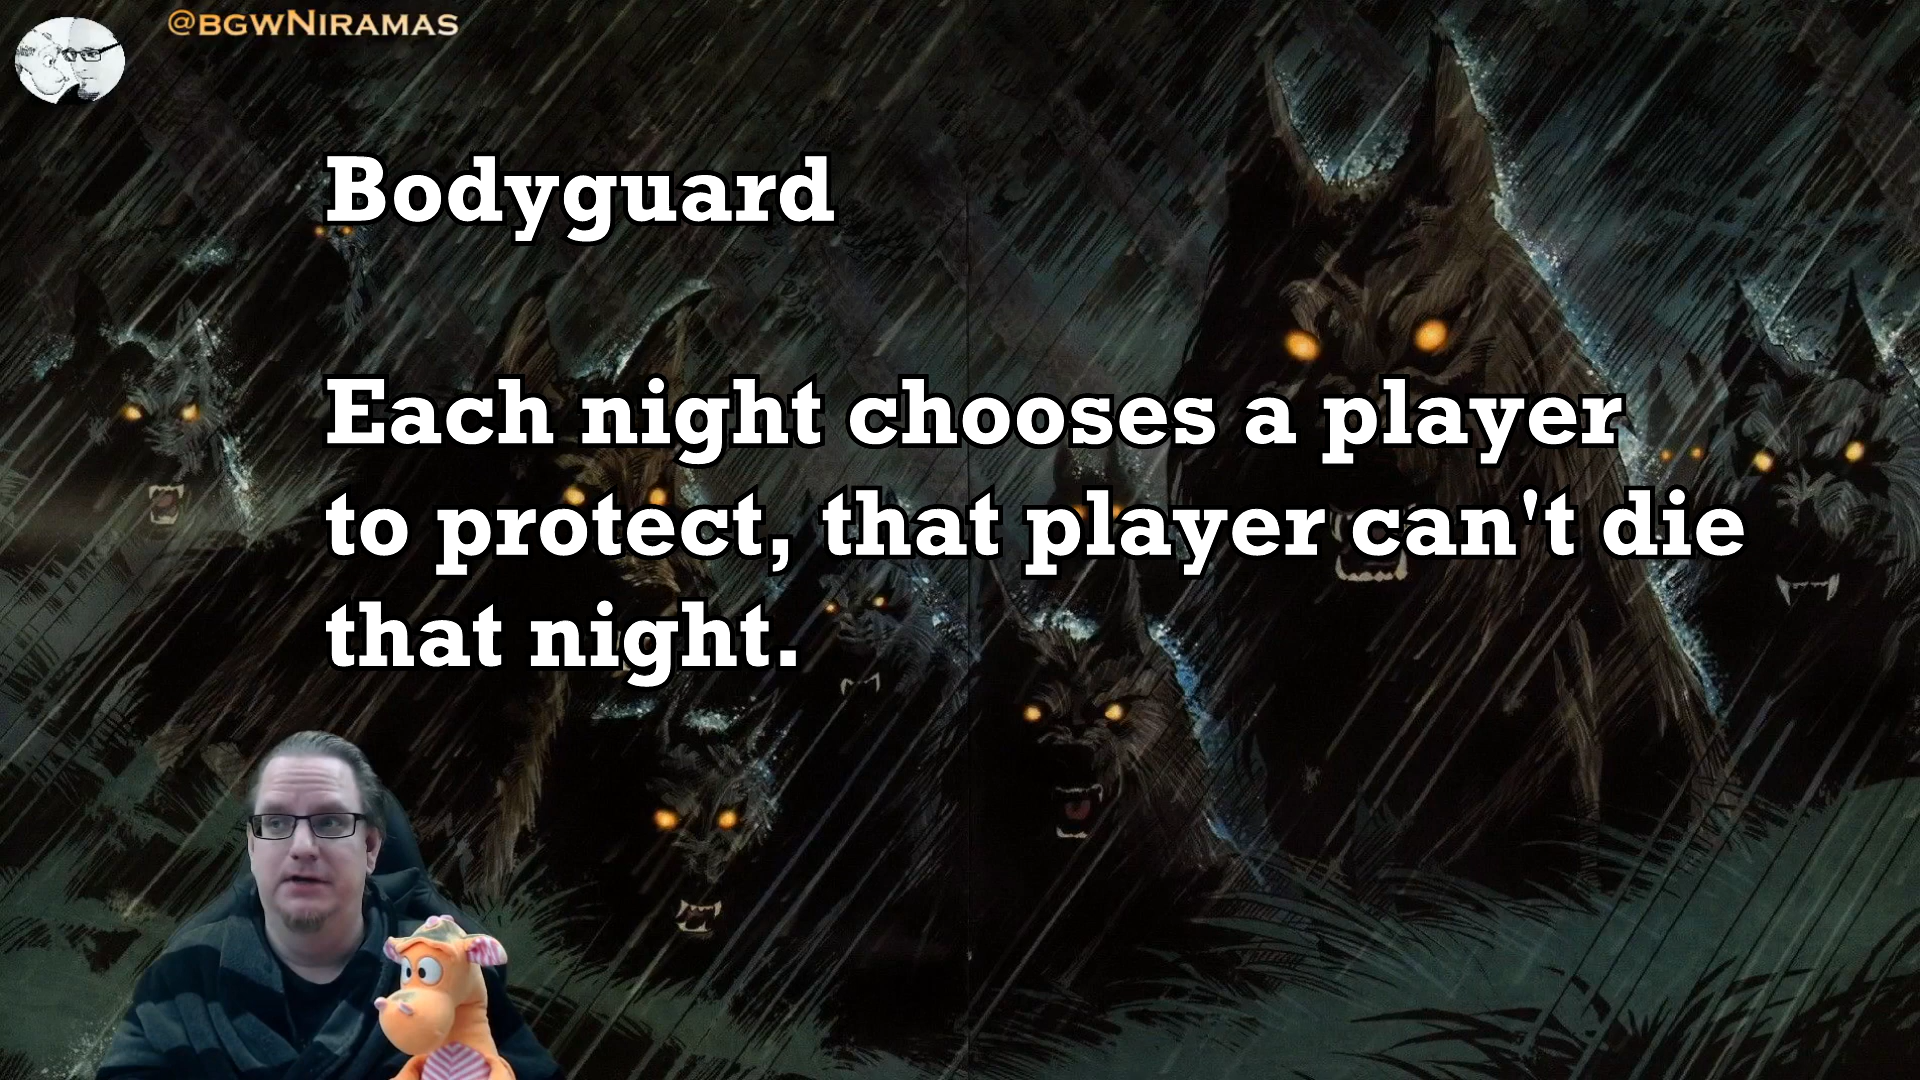 @BGWNIRAMAS
Bodyguard
Each night chooses a player
to protect, that player can't die
that night.